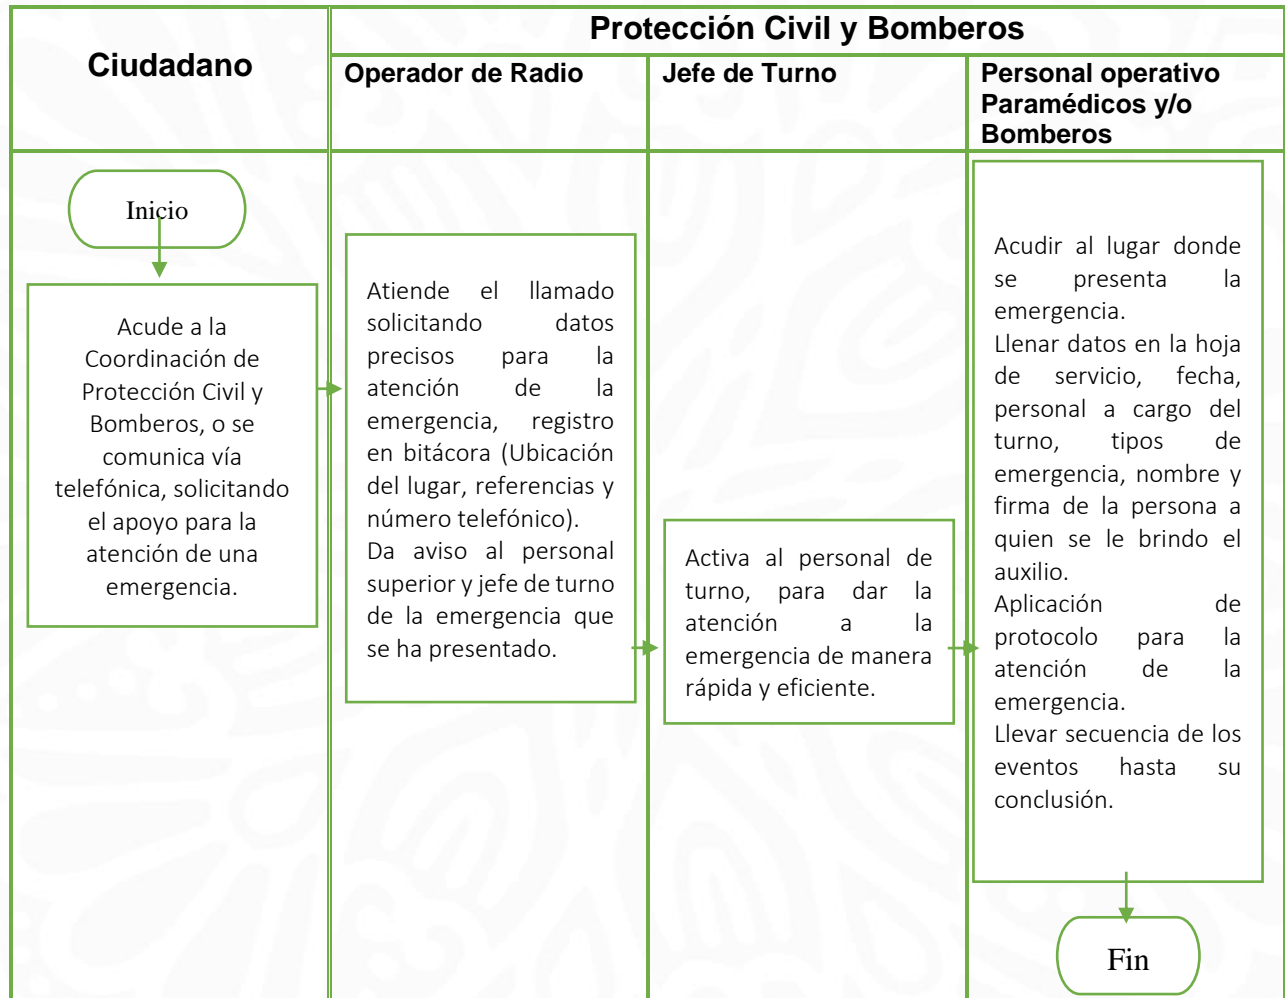 Ciudadano
Protección Civil y Bomberos
Operador de Radio
Jefe de Turno
Personal operativo
Paramédicos y/o
Bomberos
Inicio
Acude a la
Coordinación de
Protección Civil y
Bomberos, o se
comunica vía
telefónica, solicitando
el apoyo para la
atención de una
emergencia.
Atiende el llamado
solicitando datos
precisos para la
atención de la
emergencia, registro
en bitácora (Ubicación
del lugar, referencias y
número telefónico).
Da aviso al personal
superior y jefe de turno
de la emergencia que
se ha presentado.
Activa al personal de
turno, para dar la
atención a la
emergencia de manera
rápida y eficiente.
Acudir al lugar donde
se presenta la
emergencia.
Llenar datos en la hoja
de servicio, fecha,
personal a cargo del
turno, tipos de
emergencia, nombre y
firma de la persona a
quien se le brindo el
auxilio.
Aplicación de
protocolo para la
atención de la
emergencia.
Llevar secuencia de los
eventos hasta su
conclusión.
Fin